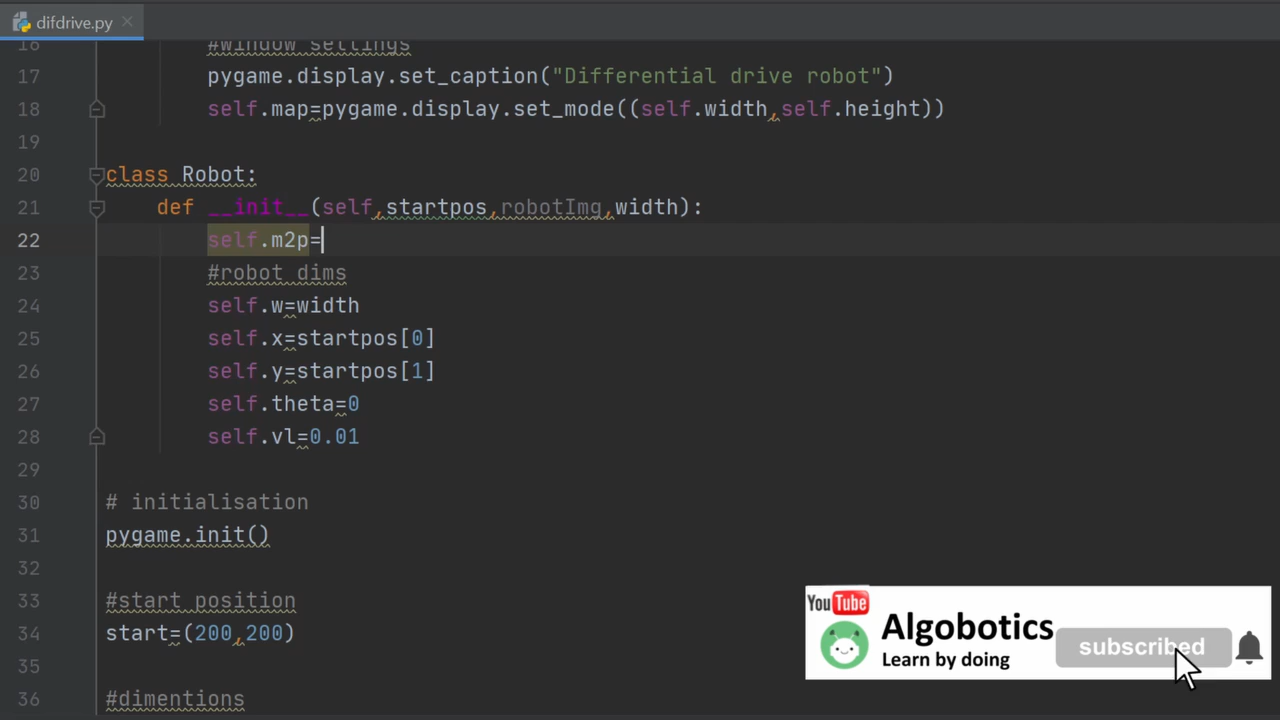 difdrive.py
16 #window settings
17 pygame.display.set_caption("Differential drive robot")
18 self.map=pygame.display.set_mode((self.width,self.height))
19
20 class Robot:
21 def __init__(self,startpos,robotImg,width):
22 self.m2p=
23 #robot dims
24 self.w=width
25 self.x=startpos[0]
26 self.y=startpos[1]
27 self.theta=0
28 self.vl=0.01
29
30 # initialisation
31 pygame.init()
32
33 #start position
34 start=(200,200)
35
36 #dimentions
YouTube
Algobotics
Learn by doing
subscribed